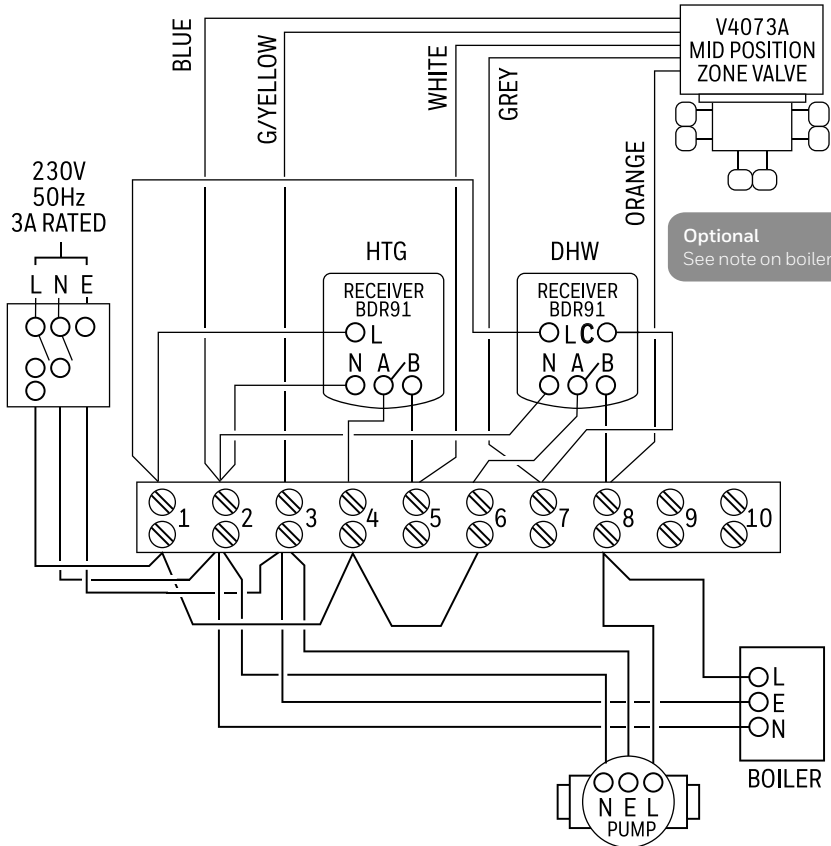 BLUE
G/YELLOW
WHITE
GREY
ORANGE
V4073A
MID POSITION
ZONE VALVE
230V
50Hz
3A RATED
L N E
Optional
See note on boiler
HTG
RECEIVER
BDR91
L
N A B
DHW
RECEIVER
BDR91
L C
N A B
1 2 3 4 5 6 7 8 9 10
L
E
N
BOILER
N E L
PUMP